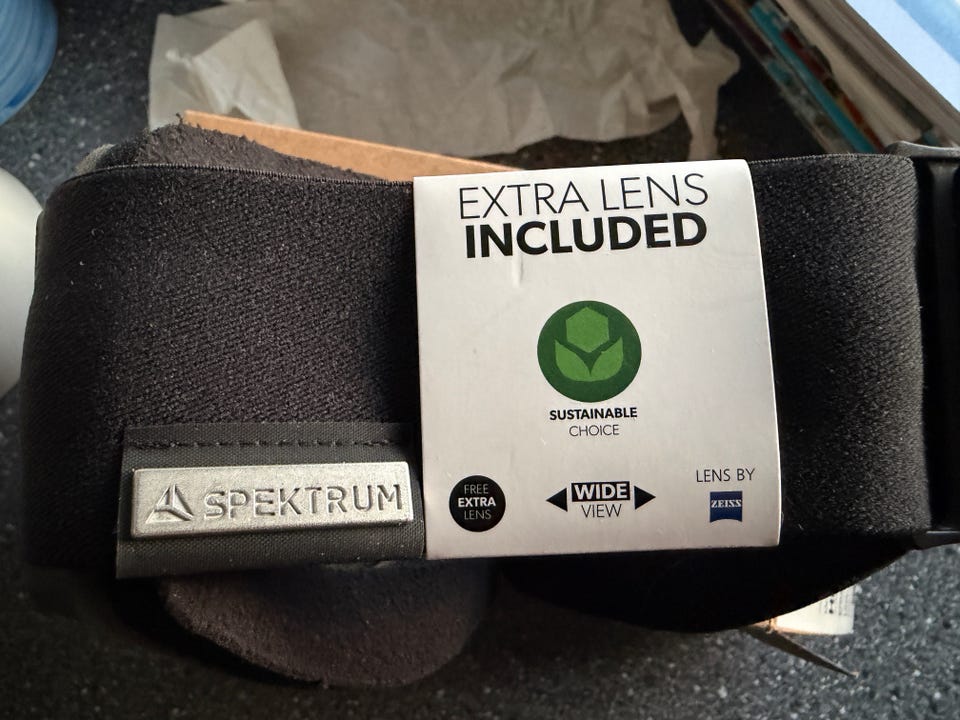 EXTRA LENS
INCLUDED
SUSTAINABLE
CHOICE
SPEKTRUM
FREE
EXTRA
LENS
WIDE
VIEW
LENS BY
ZEISS